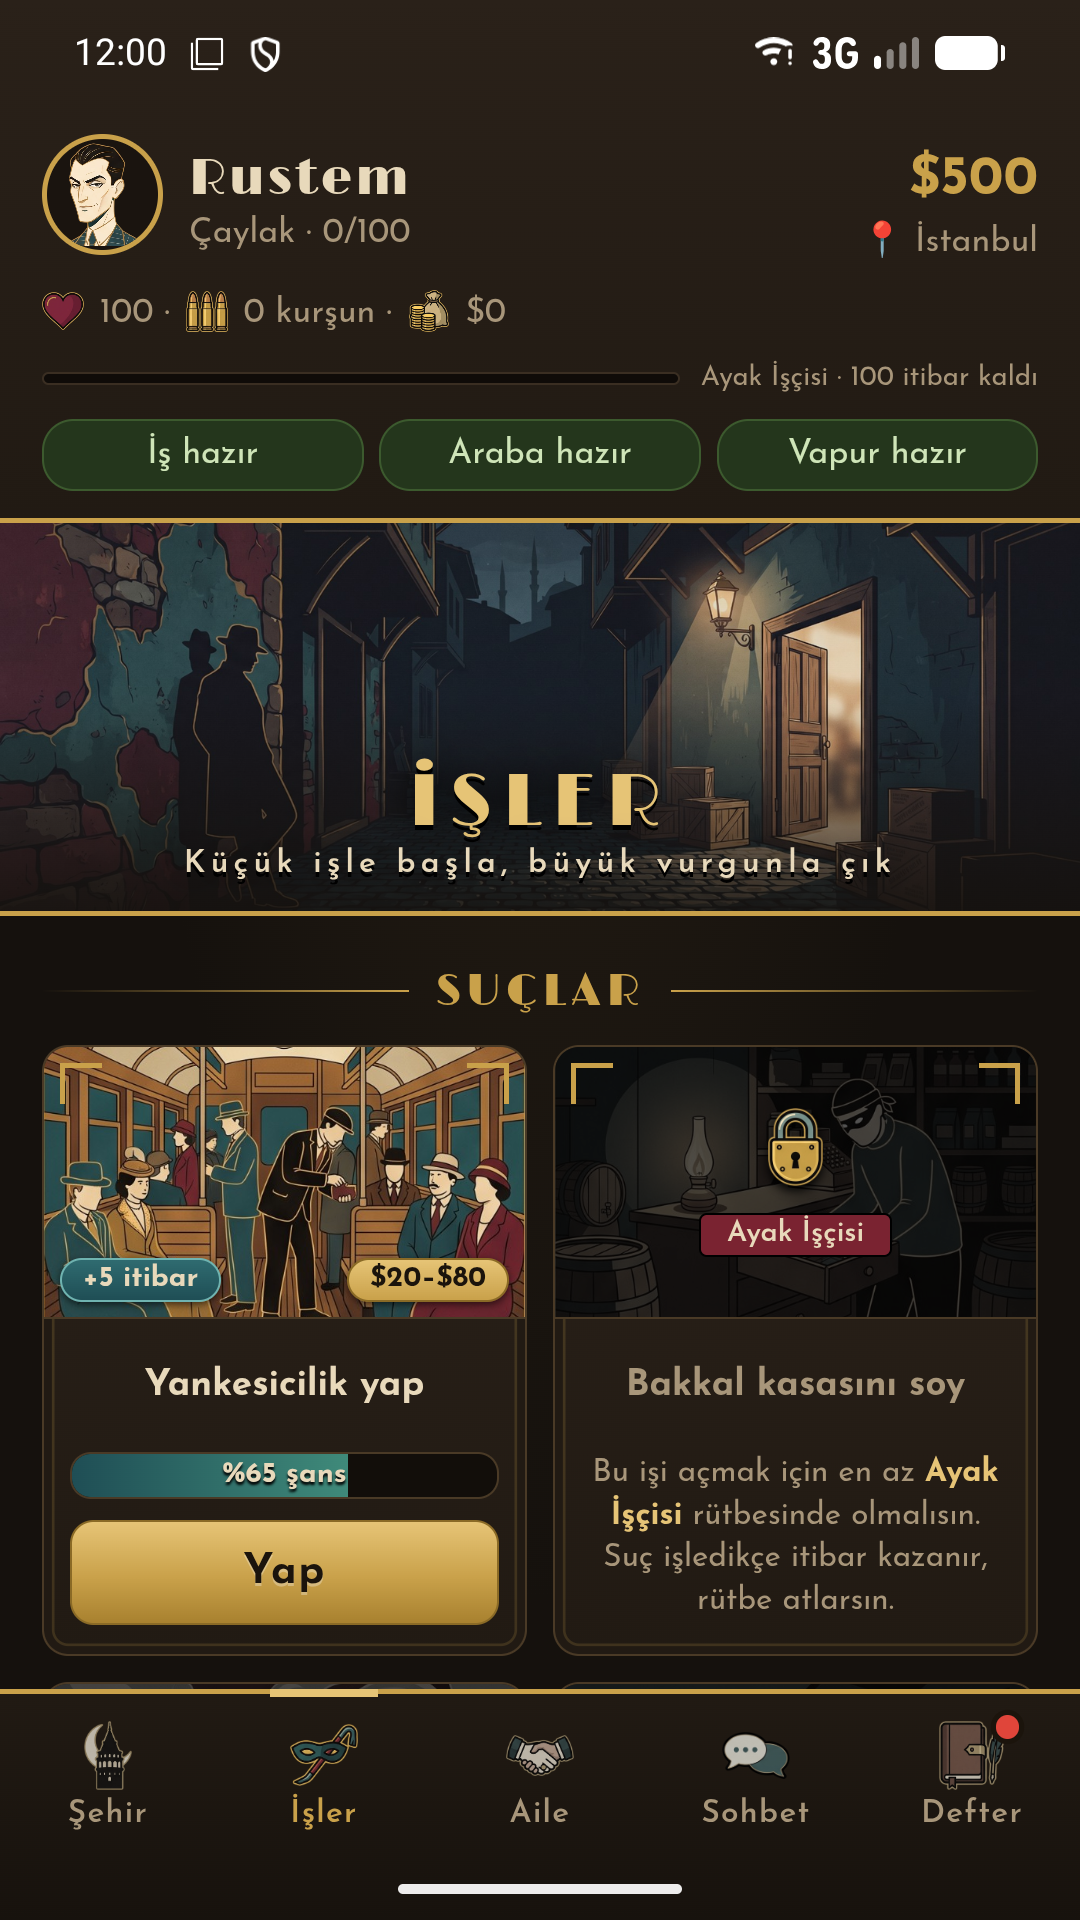 12:00
3G
Rustem
$500
Çaylak · 0/100
İstanbul
100 · 0 kurşun · $0
Ayak İşçisi · 100 itibar kaldı
İş hazır
Araba hazır
Vapur hazır
İŞLER
Küçük işle başla, büyük vurgunla çık
SUÇLAR
+5 itibar
$20–$80
Yankesicilik yap
%65 şans
Yap
Ayak İşçisi
Bakkal kasasını soy
Bu işi açmak için en az Ayak
İşçisi rütbesinde olmalısın.
Suç işledikçe itibar kazanır,
rütbe atlarsın.
Şehir
İşler
Aile
Sohbet
Defter